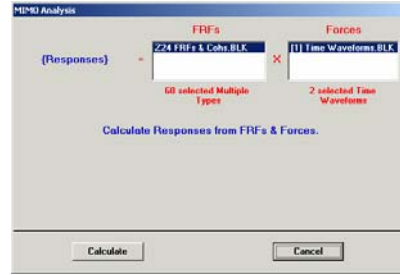 MIMO Analysis
FRFs Forces
{Responses} = Z24 FRFs & Cohs.BLK X [1] Time Waveforms.BLK
60 selected Multiple Types
2 selected Time Waveforms
Calculate Responses from FRFs & Forces.
Calculate Cancel